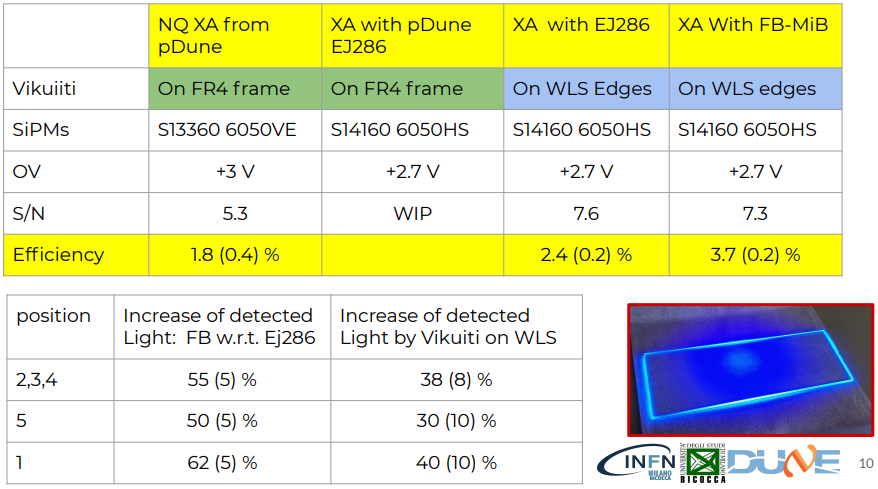 NQ XA from pDune
XA with pDune EJ286
XA with EJ286
XA With FB-MiB
Vikuiiti
On FR4 frame
On FR4 frame
On WLS Edges
On WLS edges
SiPMs
S13360 6050VE
S14160 6050HS
S14160 6050HS
S14160 6050HS
OV
+3 V
+2.7 V
+2.7 V
+2.7 V
S/N
5.3
WIP
7.6
7.3
Efficiency
1.8 (0.4) %
2.4 (0.2) %
3.7 (0.2) %
position
Increase of detected
Light: FB w.r.t. Ej286
Increase of detected
Light by Vikuiti on WLS
2,3,4
55 (5) %
38 (8) %
5
50 (5) %
30 (10) %
1
62 (5) %
40 (10) %
INFN
MILANO
BICOCCA
UNIVERSITÀ
DEGLI STUDI
DI MILANO
BICOCCA
DUNE
10